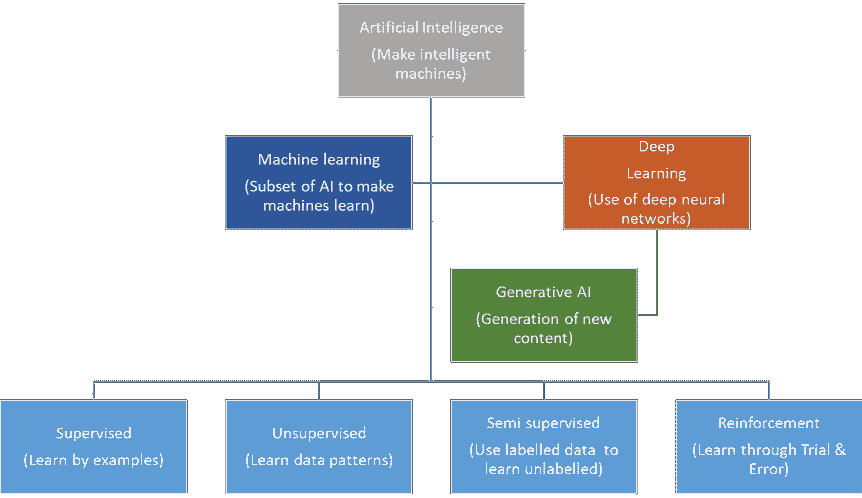 Artificial Intelligence
(Make intelligent
machines)
Machine learning
(Subset of AI to make
machines learn)
Deep
Learning
(Use of deep neural
networks)
Generative AI
(Generation of new
content)
Supervised
(Learn by examples)
Unsupervised
(Learn data patterns)
Semi supervised
(Use labelled data to
learn unlabelled)
Reinforcement
(Learn through Trial &
Error)